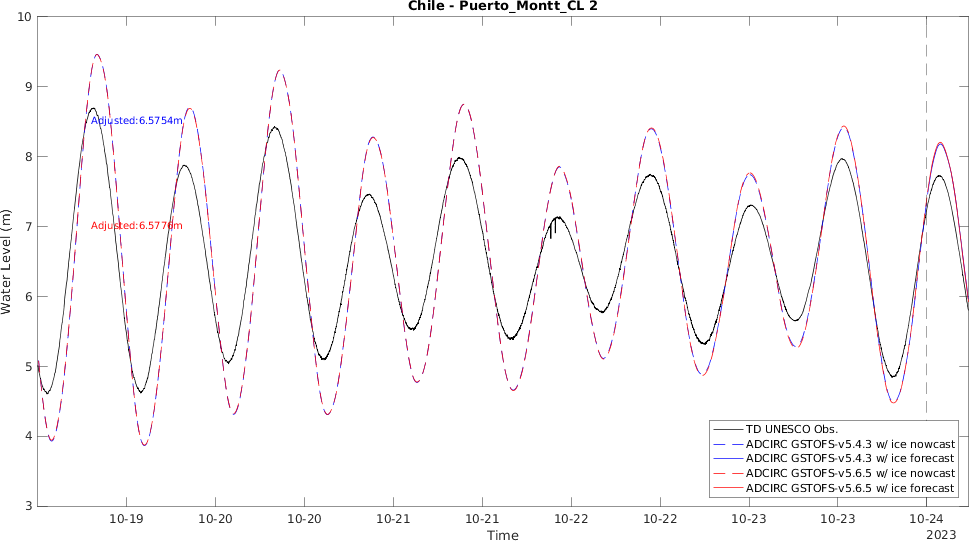 Chile - Puerto_Montt_CL 2
10
9
8
7
6
5
4
3
Water Level (m)
Adjusted:6.5754m
Adjusted:6.5776m
TD UNESCO Obs.
ADCIRC GSTOFS-v5.4.3 w/ ice nowcast
ADCIRC GSTOFS-v5.4.3 w/ ice forecast
ADCIRC GSTOFS-v5.6.5 w/ ice nowcast
ADCIRC GSTOFS-v5.6.5 w/ ice forecast
10-19 10-20 10-20 10-21 10-21 10-22 10-22 10-23 10-23 10-24
Time
2023